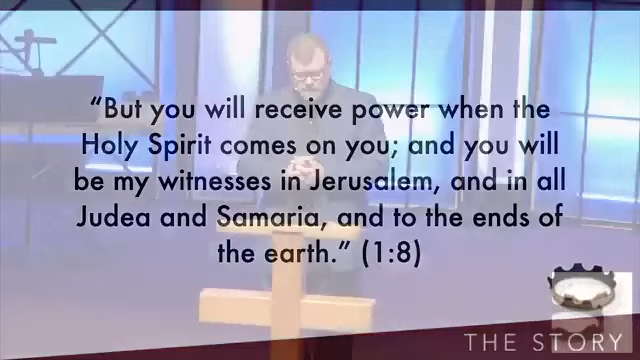 “But you will receive power when the
Holy Spirit comes on you; and you will
be my witnesses in Jerusalem, and in all
Judea and Samaria, and to the ends of
the earth.” (1:8)
THE STORY